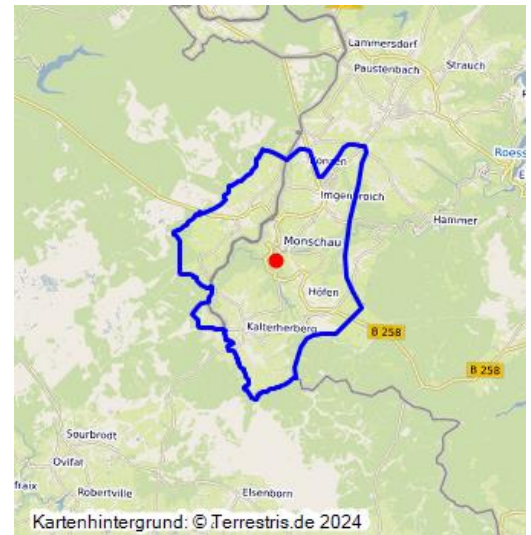 Lammersdorf
Paustenbach
Strauch
Roes
Imgenbroich
Hammer
Monschau
Höfen
Kalterherberg
B 258
B 258
Sourbrodt
Ovifat
fraix
Robertville
Elsenborn
Kartenhintergrund: © Terrestris.de 2024